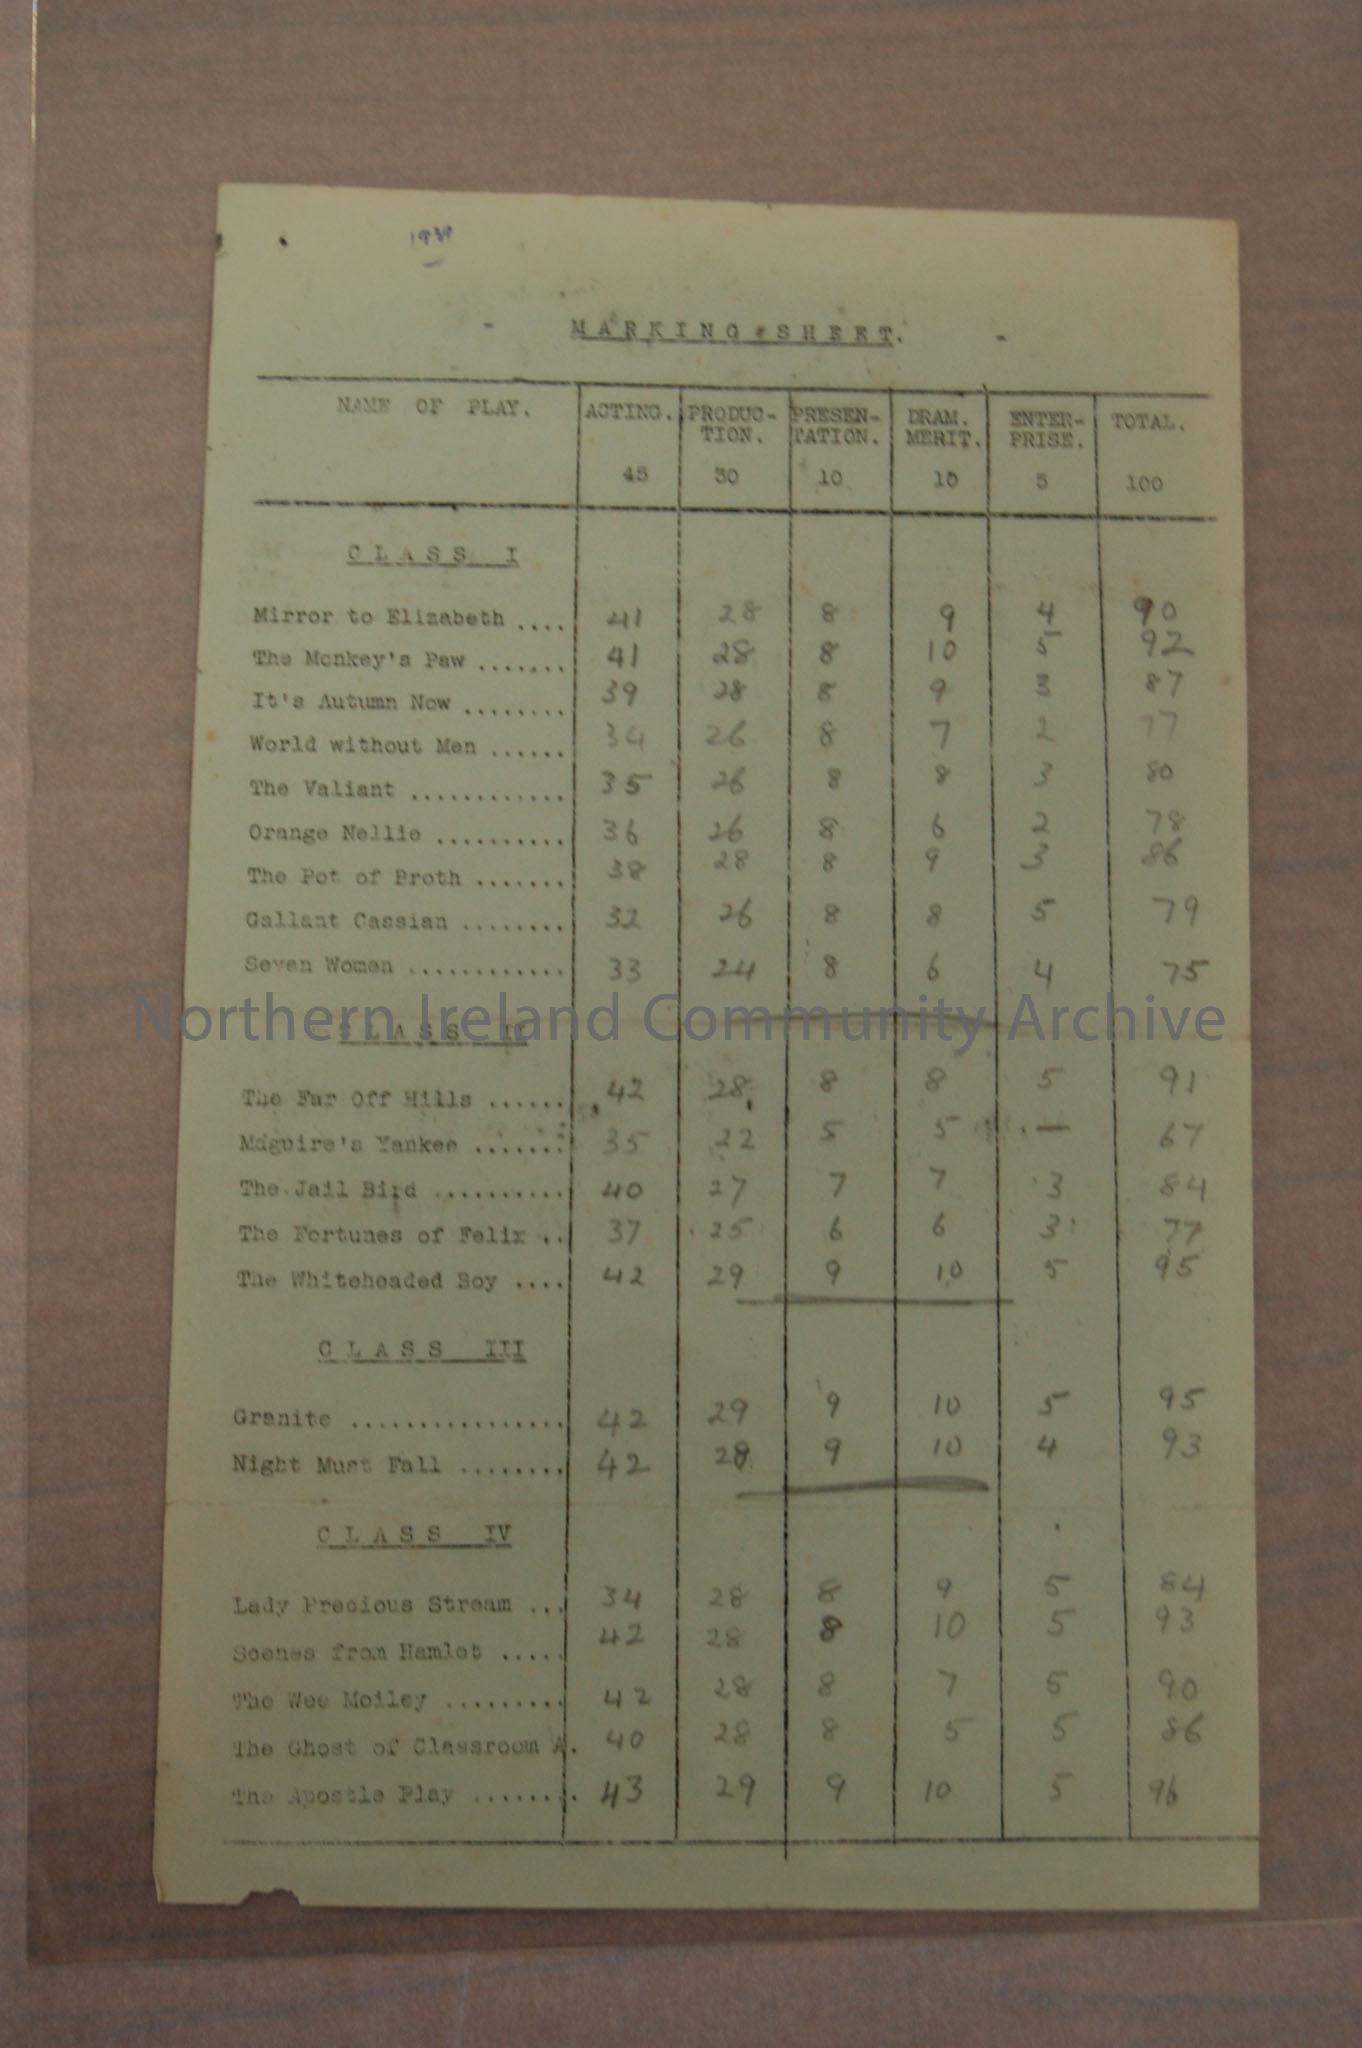 1939
- MARKING SHEET. -
NAME OF PLAY. ACTING. PRODUC- PRESEN- DRAM. ENTER- TOTAL.
TION. TATION. MERIT. PRISE.
45 30 10 10 5 100
CLASS I
Mirror to Elizabeth .... 41 28 8 9 4 90
The Monkey's Paw ....... 41 28 8 10 5 92
It's Autumn Now ........ 39 28 8 9 3 87
World without Men ...... 34 26 8 7 2 77
The Valiant ............ 35 26 8 8 3 80
Orange Nellie .......... 36 26 8 6 2 78
The Pot of Broth ....... 38 28 8 9 3 86
Gallant Cassian ........ 32 26 8 8 5 79
Seven Women ............ 33 24 8 6 4 75
Northern Ireland Community Archive
CLASS II
The Far Off Hills ...... 42 28 8 8 5 91
Maguire's Yankee ....... 35 22 5 5 — 67
The Jail Bird .......... 40 27 7 7 3 84
The Fortunes of Felix .. 37 25 6 6 3 77
The Whiteheaded Boy .... 42 29 9 10 5 95
CLASS III
Granite ................ 42 29 9 10 5 95
Night Must Fall ........ 42 28 9 10 4 93
CLASS IV
Lady Precious Stream ... 34 28 8 9 5 84
Scenes from Hamlet ..... 42 28 8 10 5 93
The Wee Moiley ......... 42 28 8 7 5 90
The Ghost of Classroom A. 40 28 8 5 5 86
The Apostle Play ........ 43 29 9 10 5 96